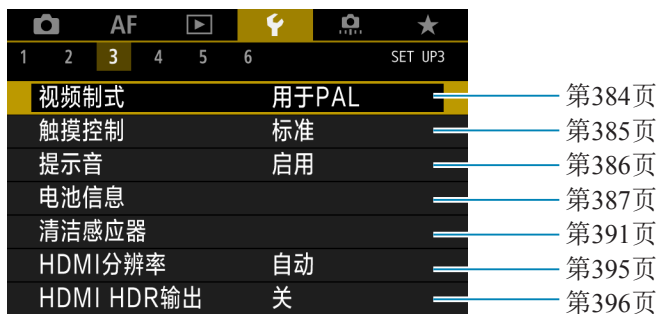 AF
1 2 3 4 5 6 SET UP3
视频制式 用于PAL 第384页
触摸控制 标准 第385页
提示音 启用 第386页
电池信息 第387页
清洁感应器 第391页
HDMI分辨率 自动 第395页
HDMI HDR输出 关 第396页